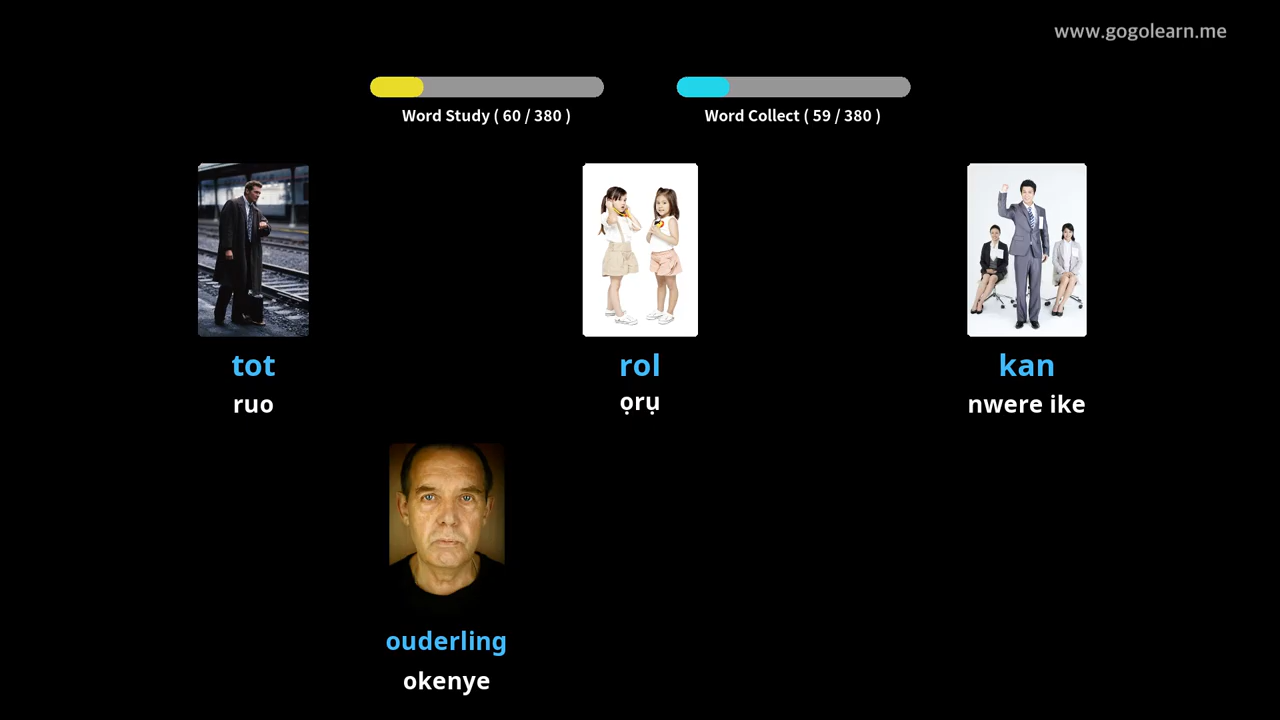 www.gogolearn.me
Word Study ( 60 / 380 )
Word Collect ( 59 / 380 )
tot
rol
kan
ruo
ọrụ
nwere ike
ouderling
okenye